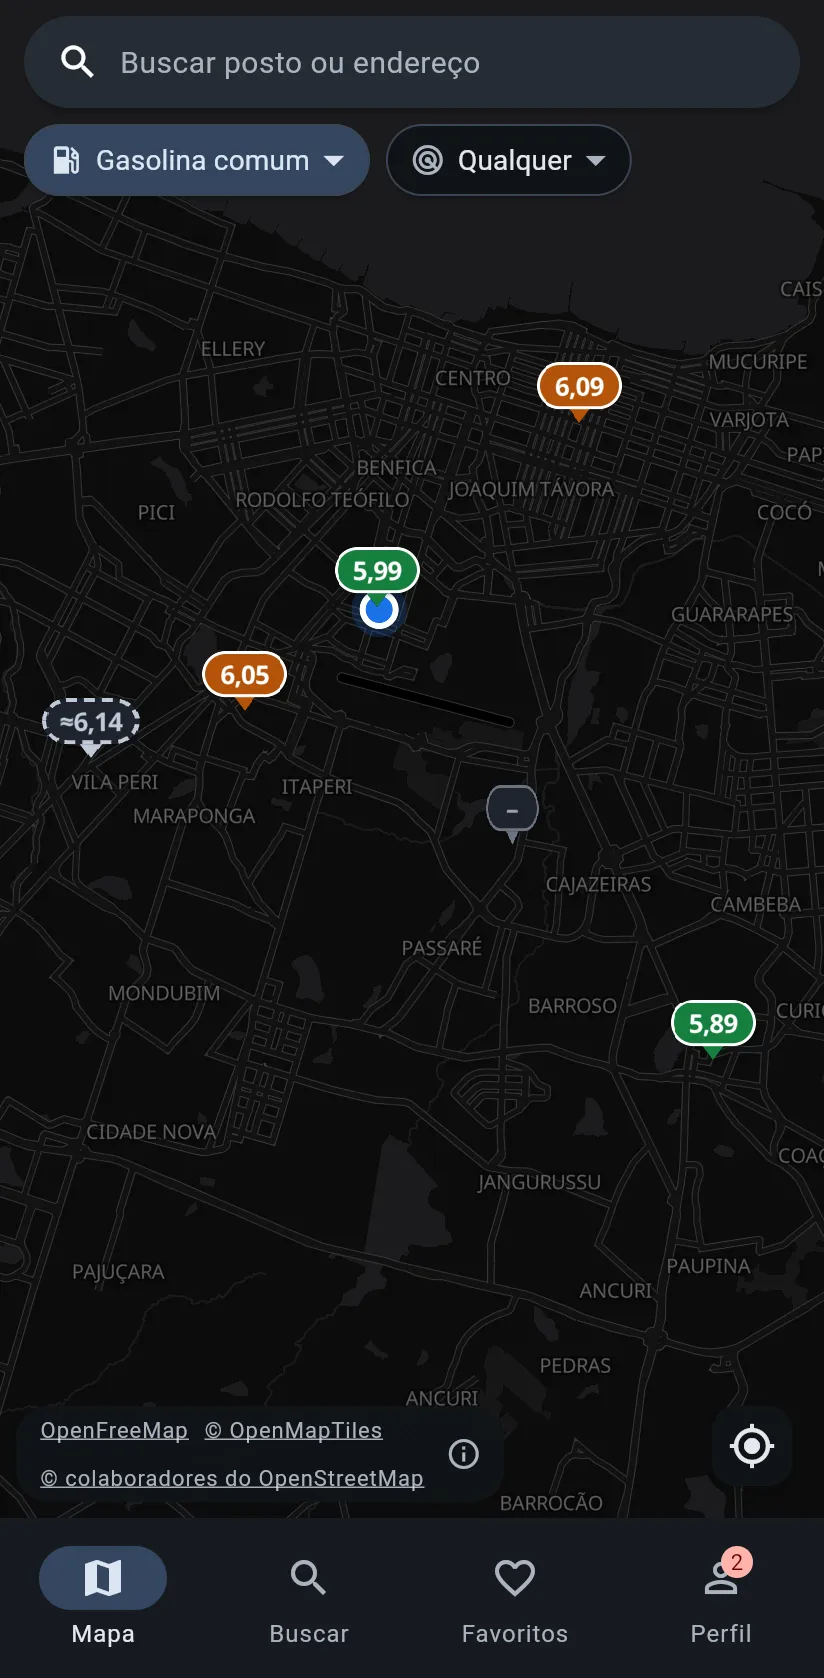 Buscar posto ou endereço
Gasolina comum
Qualquer
CAIS
ELLERY
MUCURIPE
CENTRO
6,09
VARJOTA
BENFICA
RODOLFO TEÓFILO
JOAQUIM TÁVORA
PICI
COCÓ
5,99
GUARARAPES
6,05
≈6,14
VILA PERI
ITAPERI
MARAPONGA
–
CAJAZEIRAS
CAMBEBA
PASSARÉ
MONDUBIM
BARROSO
5,89
CIDADE NOVA
JANGURUSSU
PAUPINA
PAJUÇARA
ANCURI
PEDRAS
ANCURI
OpenFreeMap © OpenMapTiles
© colaboradores do OpenStreetMap
BARROCÃO
2
Mapa
Buscar
Favoritos
Perfil